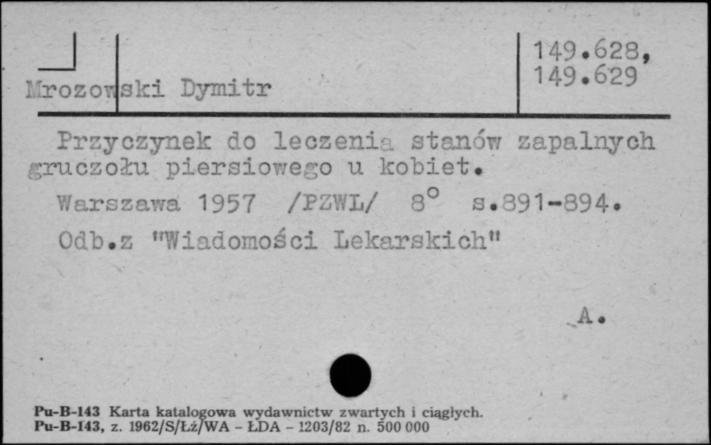 149.628,
149.629
Mrozowski Dymitr
Przyczynek do leczenia stanów zapalnych
gruczołu piersiowego u kobiet.
Warszawa 1957 /PZWL/ 8° s.891-894.
Odb.z "Wiadomości Lekarskich"
A.
Pu-B-143 Karta katalogowa wydawnictw zwartych i ciągłych.
Pu-B-143, z. 1962/S/Łź/WA - ŁDA - 1203/82 n. 500 000